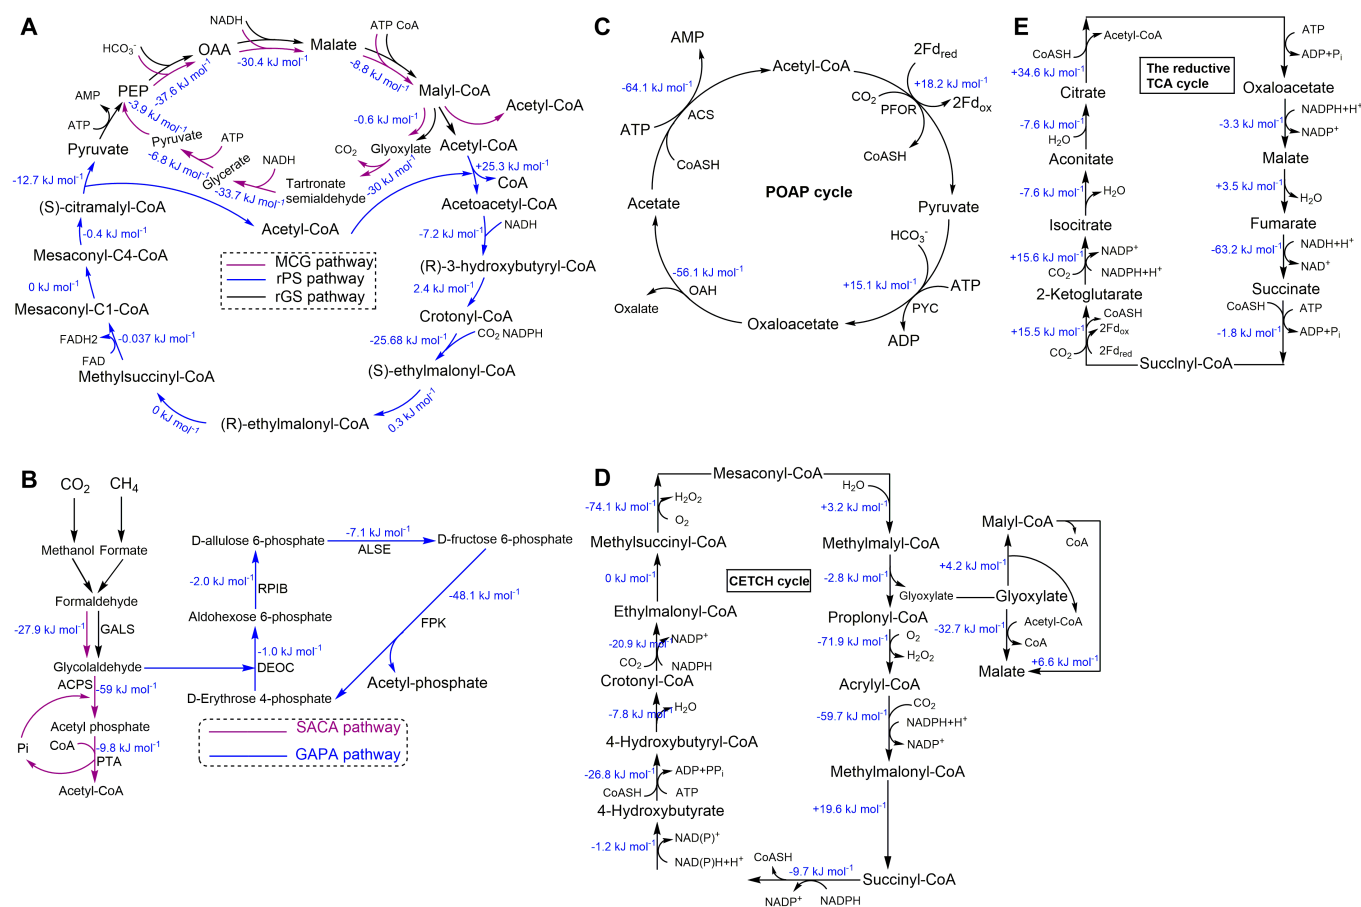 A
NADH
HCO₃⁻
OAA
-30.4 kJ mol⁻¹
Malate
ATP CoA
-8.8 kJ mol⁻¹
-37.6 kJ mol⁻¹
PEP
AMP
-3.9 kJ mol⁻¹
Malyl-CoA
Acetyl-CoA
ATP
Pyruvate
Pyruvate
ATP
-0.6 kJ mol⁻¹
CO₂
Glyoxylate
Acetyl-CoA
-6.8 kJ mol⁻¹
Glycerate
NADH
-33.7 kJ mol⁻¹
Tartronate
semialdehyde
-30 kJ mol⁻¹
+25.3 kJ mol⁻¹
CoA
-12.7 kJ mol⁻¹
(S)-citramalyl-CoA
Acetyl-CoA
Acetoacetyl-CoA
-0.4 kJ mol⁻¹
-7.2 kJ mol⁻¹
NADH
Mesaconyl-C4-CoA
MCG pathway
rPS pathway
rGS pathway
(R)-3-hydroxybutyryl-CoA
0 kJ mol⁻¹
2.4 kJ mol⁻¹
Mesaconyl-C1-CoA
Crotonyl-CoA
FADH2
-0.037 kJ mol⁻¹
FAD
-25.68 kJ mol⁻¹
CO₂ NADPH
Methylsuccinyl-CoA
(S)-ethylmalonyl-CoA
0 kJ mol⁻¹
(R)-ethylmalonyl-CoA
0.3 kJ mol⁻¹
B
CO₂
CH₄
Methanol
Formate
Formaldehyde
-27.9 kJ mol⁻¹
GALS
Glycolaldehyde
ACPS
-59 kJ mol⁻¹
Acetyl phosphate
Pi
CoA
-9.8 kJ mol⁻¹
PTA
Acetyl-CoA
D-allulose 6-phosphate
-7.1 kJ mol⁻¹
ALSE
D-fructose 6-phosphate
-2.0 kJ mol⁻¹
RPIB
-48.1 kJ mol⁻¹
FPK
Aldohexose 6-phosphate
-1.0 kJ mol⁻¹
DEOC
D-Erythrose 4-phosphate
Acetyl-phosphate
SACA pathway
GAPA pathway
C
AMP
Acetyl-CoA
2Fdred
-64.1 kJ mol⁻¹
+18.2 kJ mol⁻¹
CO₂
2Fdox
ACS
PFOR
ATP
CoASH
CoASH
POAP cycle
Acetate
Pyruvate
HCO₃⁻
-56.1 kJ mol⁻¹
+15.1 kJ mol⁻¹
ATP
OAH
PYC
Oxalate
Oxaloacetate
ADP
D
Mesaconyl-CoA
-74.1 kJ mol⁻¹
H₂O₂
O₂
H₂O
+3.2 kJ mol⁻¹
Methylsuccinyl-CoA
Methylmalyl-CoA
0 kJ mol⁻¹
CETCH cycle
-2.8 kJ mol⁻¹
Glyoxylate
Ethylmalonyl-CoA
Proplonyl-CoA
-20.9 kJ mol⁻¹
NADP⁺
CO₂
NADPH
-71.9 kJ mol⁻¹
O₂
H₂O₂
Crotonyl-CoA
Acrylyl-CoA
-7.8 kJ mol⁻¹
H₂O
-59.7 kJ mol⁻¹
CO₂
NADPH+H⁺
NADP⁺
4-Hydroxybutyryl-CoA
Methylmalonyl-CoA
-26.8 kJ mol⁻¹
ADP+PPi
CoASH
ATP
4-Hydroxybutyrate
+19.6 kJ mol⁻¹
-1.2 kJ mol⁻¹
NAD(P)⁺
NAD(P)H+H⁺
CoASH
-9.7 kJ mol⁻¹
Succinyl-CoA
NADP⁺
NADPH
Malyl-CoA
CoA
+4.2 kJ mol⁻¹
Glyoxylate
-32.7 kJ mol⁻¹
Acetyl-CoA
CoA
Malate
+6.6 kJ mol⁻¹
E
Acetyl-CoA
CoASH
+34.6 kJ mol⁻¹
The reductive
TCA cycle
ATP
ADP+Pi
Citrate
Oxaloacetate
-7.6 kJ mol⁻¹
H₂O
-3.3 kJ mol⁻¹
NADPH+H⁺
NADP⁺
Aconitate
Malate
-7.6 kJ mol⁻¹
H₂O
+3.5 kJ mol⁻¹
H₂O
Isocitrate
Fumarate
+15.6 kJ mol⁻¹
NADP⁺
CO₂
NADPH+H⁺
-63.2 kJ mol⁻¹
NADH+H⁺
NAD⁺
2-Ketoglutarate
Succinate
+15.5 kJ mol⁻¹
CoASH
2Fdox
CO₂
2Fdred
CoASH
ATP
-1.8 kJ mol⁻¹
ADP+Pi
Succlnyl-CoA